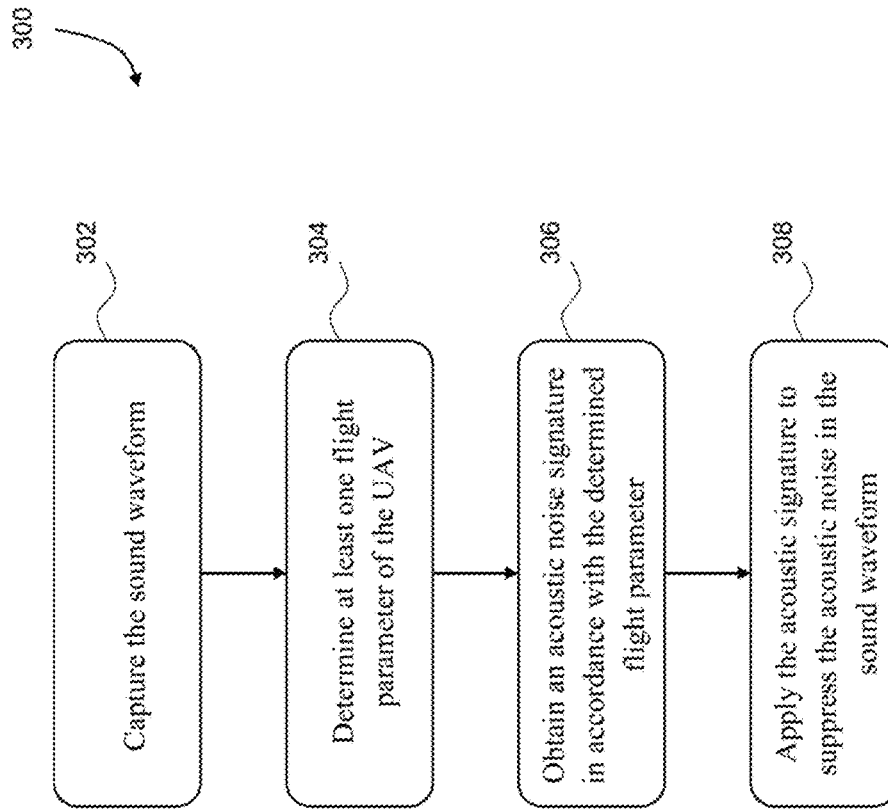 300
302
Capture the sound waveform
304
Determine at least one flight
parameter of the UAV
306
Obtain an acoustic noise signature
in accordance with the determined
flight parameter
308
Apply the acoustic signature to
suppress the acoustic noise in the
sound waveform